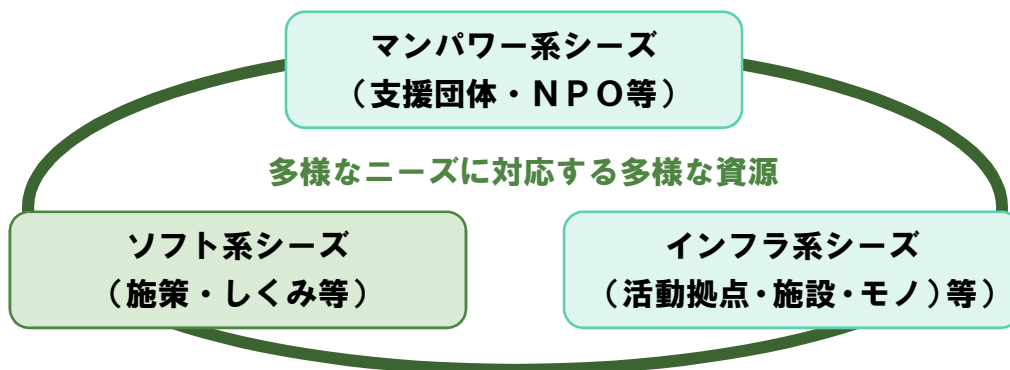 マンパワー系シーズ
（支援団体・ＮＰＯ等）
多様なニーズに対応する多様な資源
ソフト系シーズ
（施策・しくみ等）
インフラ系シーズ
（活動拠点・施設・モノ）等）